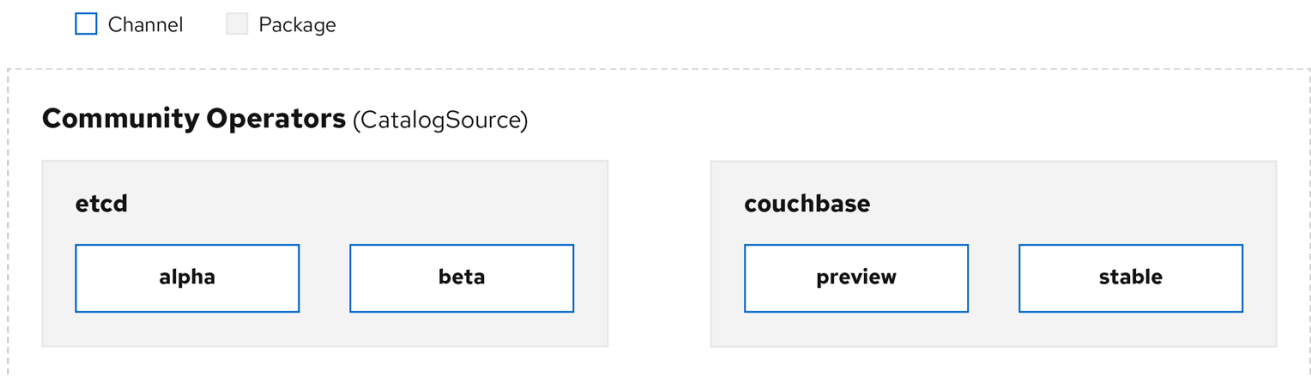 Channel Package
Community Operators (CatalogSource)
etcd couchbase
alpha beta preview stable